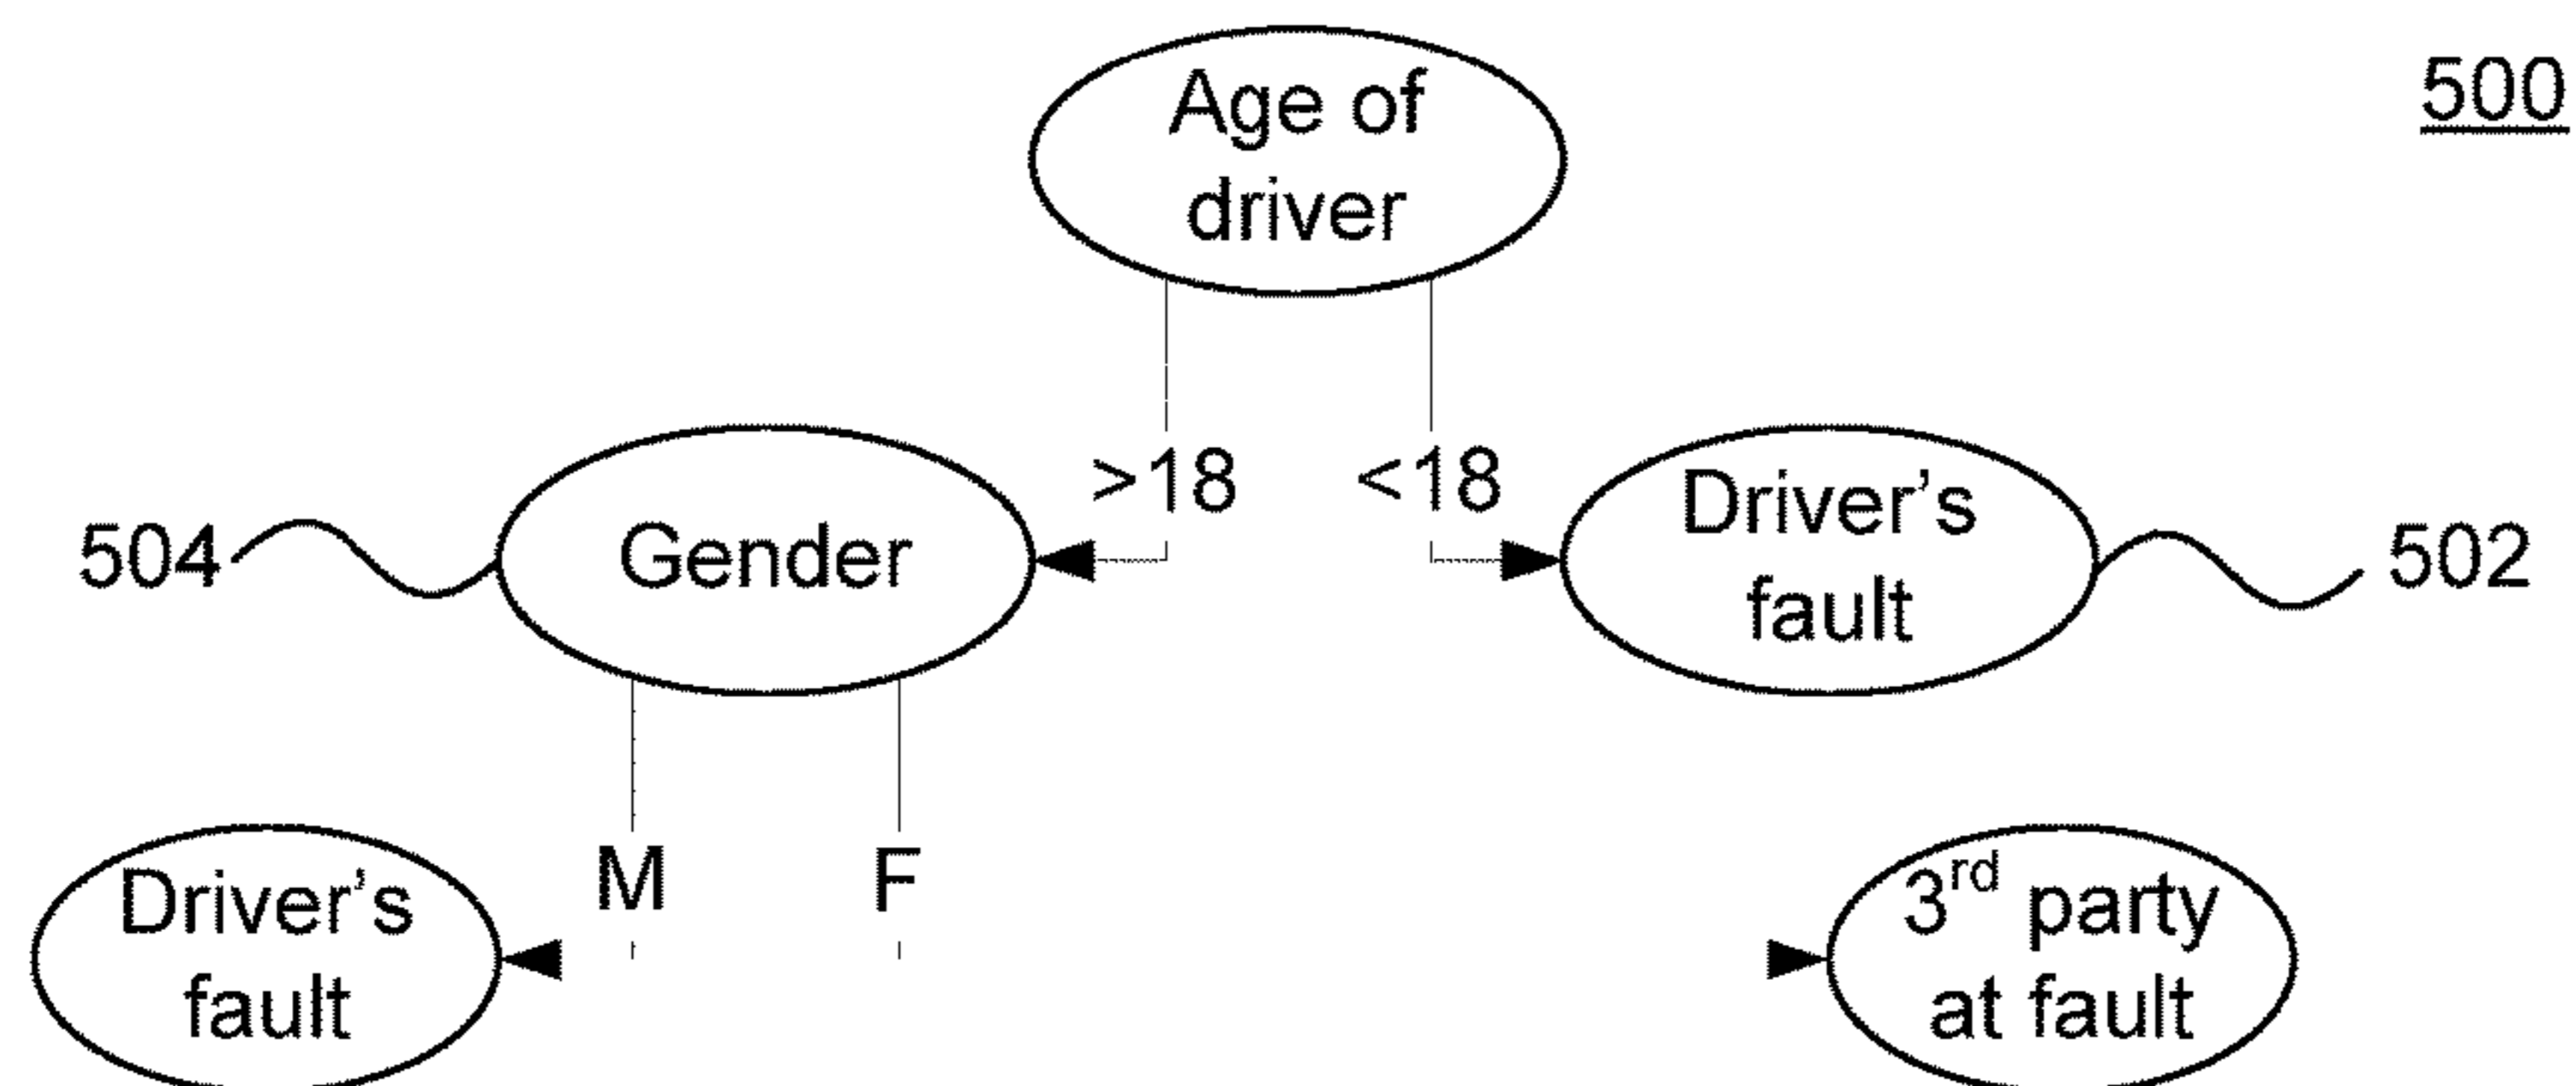 500
Age of
driver
>18
<18
504
Gender
Driver's
fault
502
M
F
Driver's
fault
3rd party
at fault